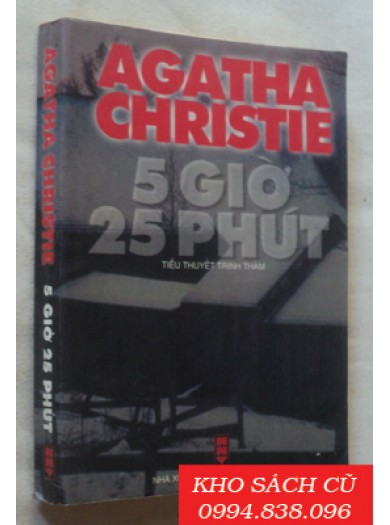 AGATHA
CHRISTIE
5 GIỜ
25 PHÚT
TIỂU THUYẾT TRINH THÁM
AGATHA CHRISTIE 5 GIỜ 25 PHÚT
NHÀ
KHO SÁCH CŨ
0994.838.096